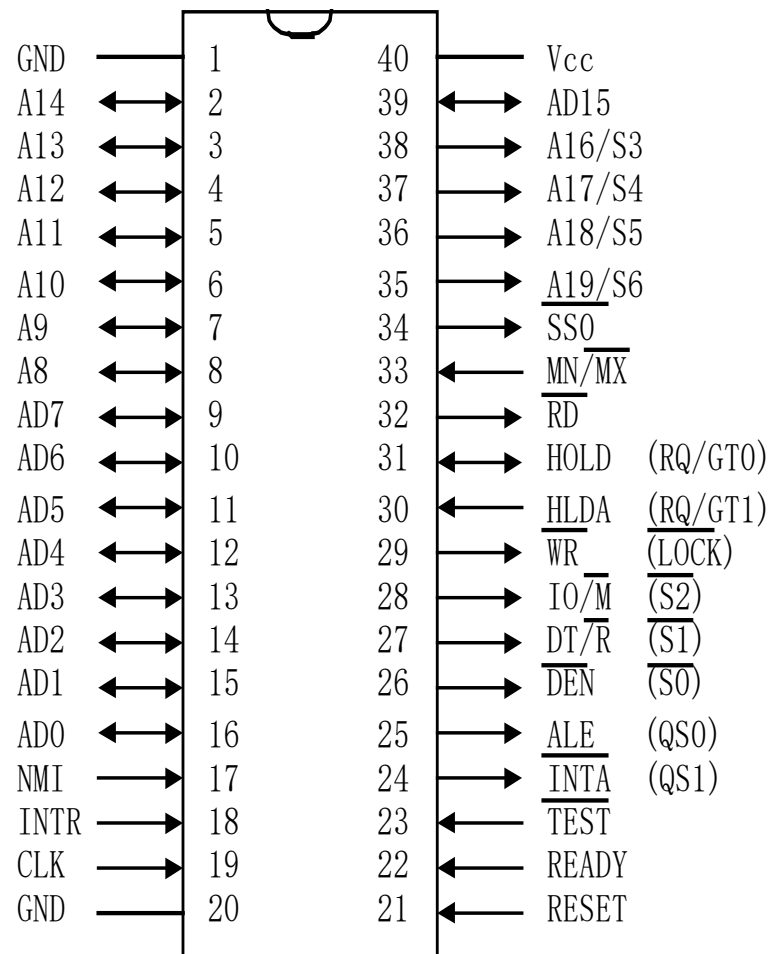 GND 1 40 Vcc
A14 2 39 AD15
A13 3 38 A16/S3
A12 4 37 A17/S4
A11 5 36 A18/S5
A10 6 35 A19/S6
A9 7 34 SSO
A8 8 33 MN/MX
AD7 9 32 RD
AD6 10 31 HOLD (RQ/GT0)
AD5 11 30 HLDA (RQ/GT1)
AD4 12 29 WR (LOCK)
AD3 13 28 IO/M (S2)
AD2 14 27 DT/R (S1)
AD1 15 26 DEN (S0)
AD0 16 25 ALE (QS0)
NMI 17 24 INTA (QS1)
INTR 18 23 TEST
CLK 19 22 READY
GND 20 21 RESET